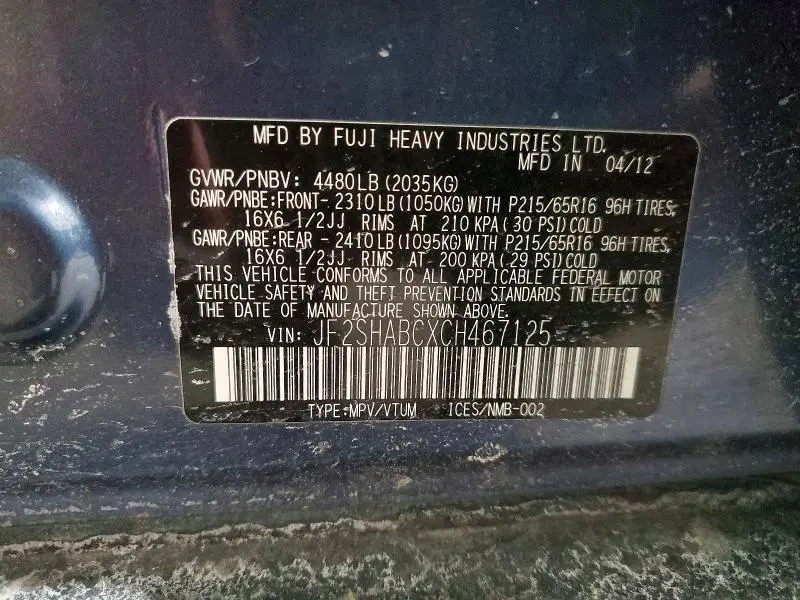 MFD BY FUJI HEAVY INDUSTRIES LTD.
MFD IN 04/12
GVWR/PNBV: 4480LB(2035KG)
GAWR/PNBE:FRONT-2310LB(1050KG)WITH P215/65R16 96H TIRES,
16X6 1/2JJ RIMS AT 210 KPA(30 PSI)COLD
GAWR/PNBE:REAR -2410LB(1095KG)WITH P215/65R16 96H TIRES,
16X6 1/2JJ RIMS AT 200 KPA(29 PSI)COLD
THIS VEHICLE CONFORMS TO ALL APPLICABLE FEDERAL MOTOR
VEHICLE SAFETY AND THEFT PREVENTION STANDARDS IN EFFECT ON
THE DATE OF MANUFACTURE SHOWN ABOVE.
VIN: JF2SHABCXCH467125
TYPE:MPV/VTUM ICES/NMB-002